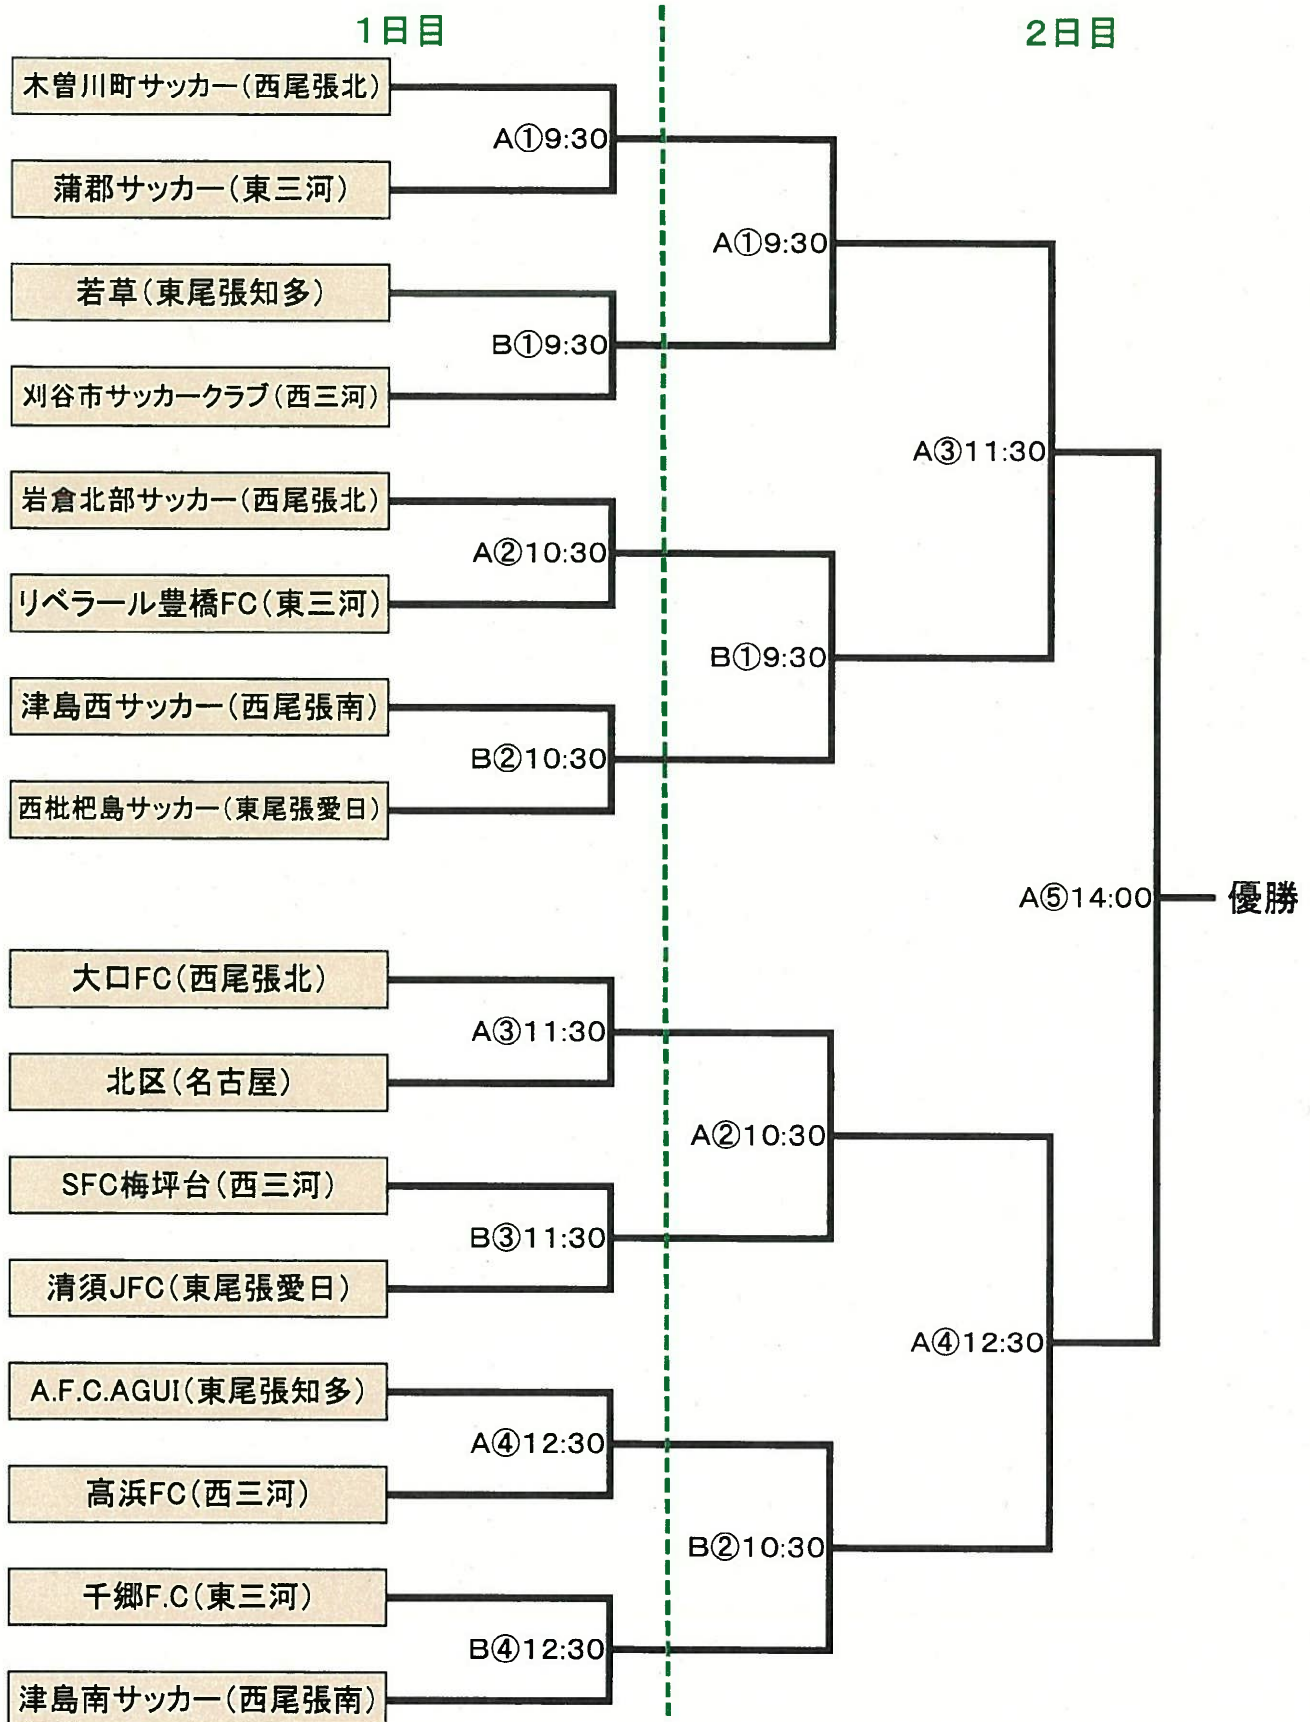 1日目
2日目
木曽川町サッカー(西尾張北)
A①9:30
蒲郡サッカー(東三河)
A①9:30
若草(東尾張知多)
B①9:30
刈谷市サッカークラブ(西三河)
A③11:30
岩倉北部サッカー(西尾張北)
A②10:30
リベラール豊橋FC(東三河)
B①9:30
津島西サッカー(西尾張南)
B②10:30
西枇杷島サッカー(東尾張愛日)
A⑤14:00
優勝
大口FC(西尾張北)
A③11:30
北区(名古屋)
A②10:30
SFC梅坪台(西三河)
B③11:30
清須JFC(東尾張愛日)
A④12:30
A.F.C.AGUI(東尾張知多)
A④12:30
高浜FC(西三河)
B②10:30
千郷F.C(東三河)
B④12:30
津島南サッカー(西尾張南)